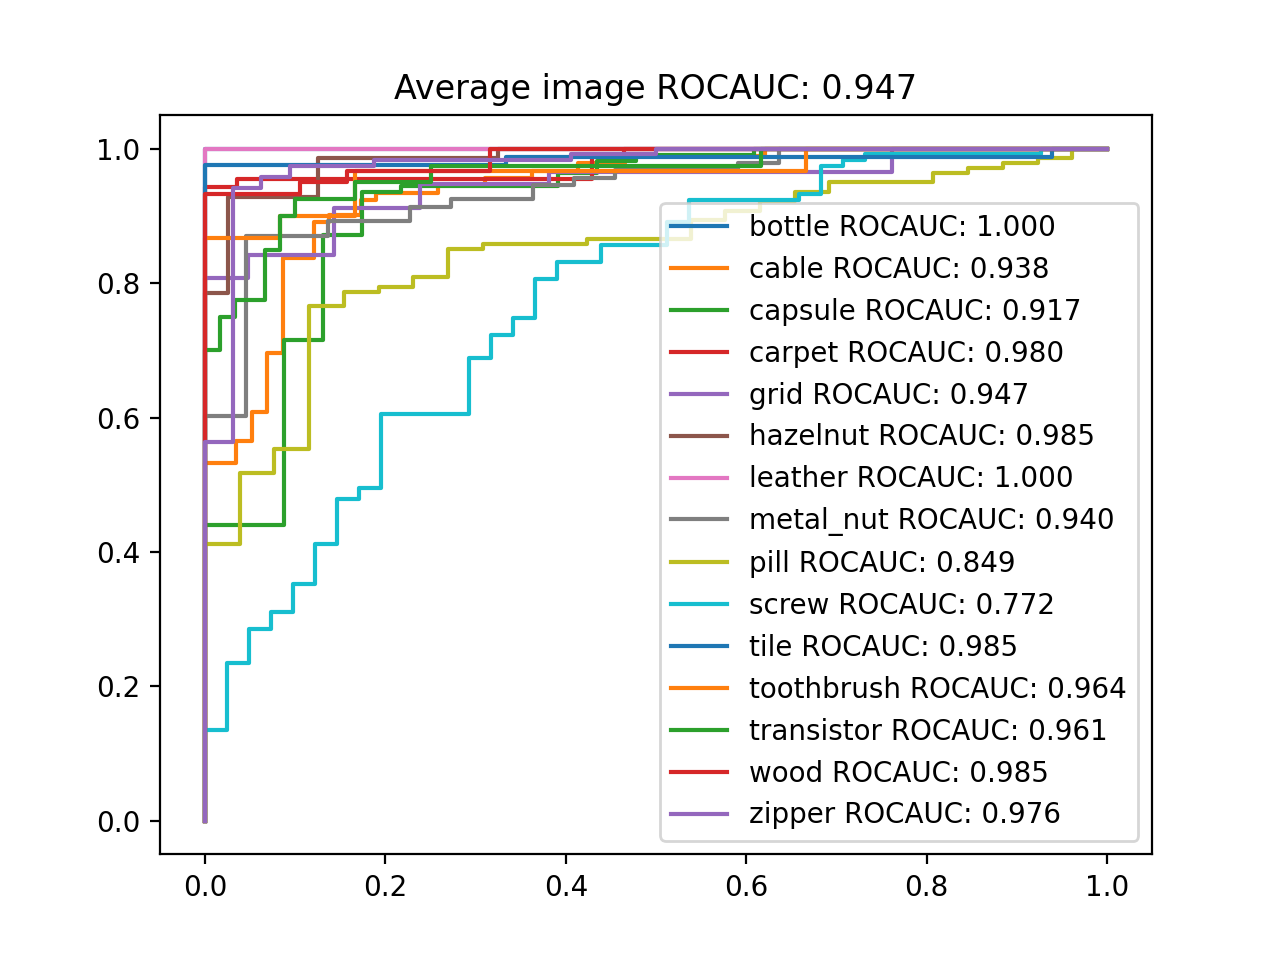 Average image ROCAUC: 0.947
1.0
0.8
0.6
0.4
0.2
0.0
bottle ROCAUC: 1.000
cable ROCAUC: 0.938
capsule ROCAUC: 0.917
carpet ROCAUC: 0.980
grid ROCAUC: 0.947
hazelnut ROCAUC: 0.985
leather ROCAUC: 1.000
metal_nut ROCAUC: 0.940
pill ROCAUC: 0.849
screw ROCAUC: 0.772
tile ROCAUC: 0.985
toothbrush ROCAUC: 0.964
transistor ROCAUC: 0.961
wood ROCAUC: 0.985
zipper ROCAUC: 0.976
0.0 0.2 0.4 0.6 0.8 1.0